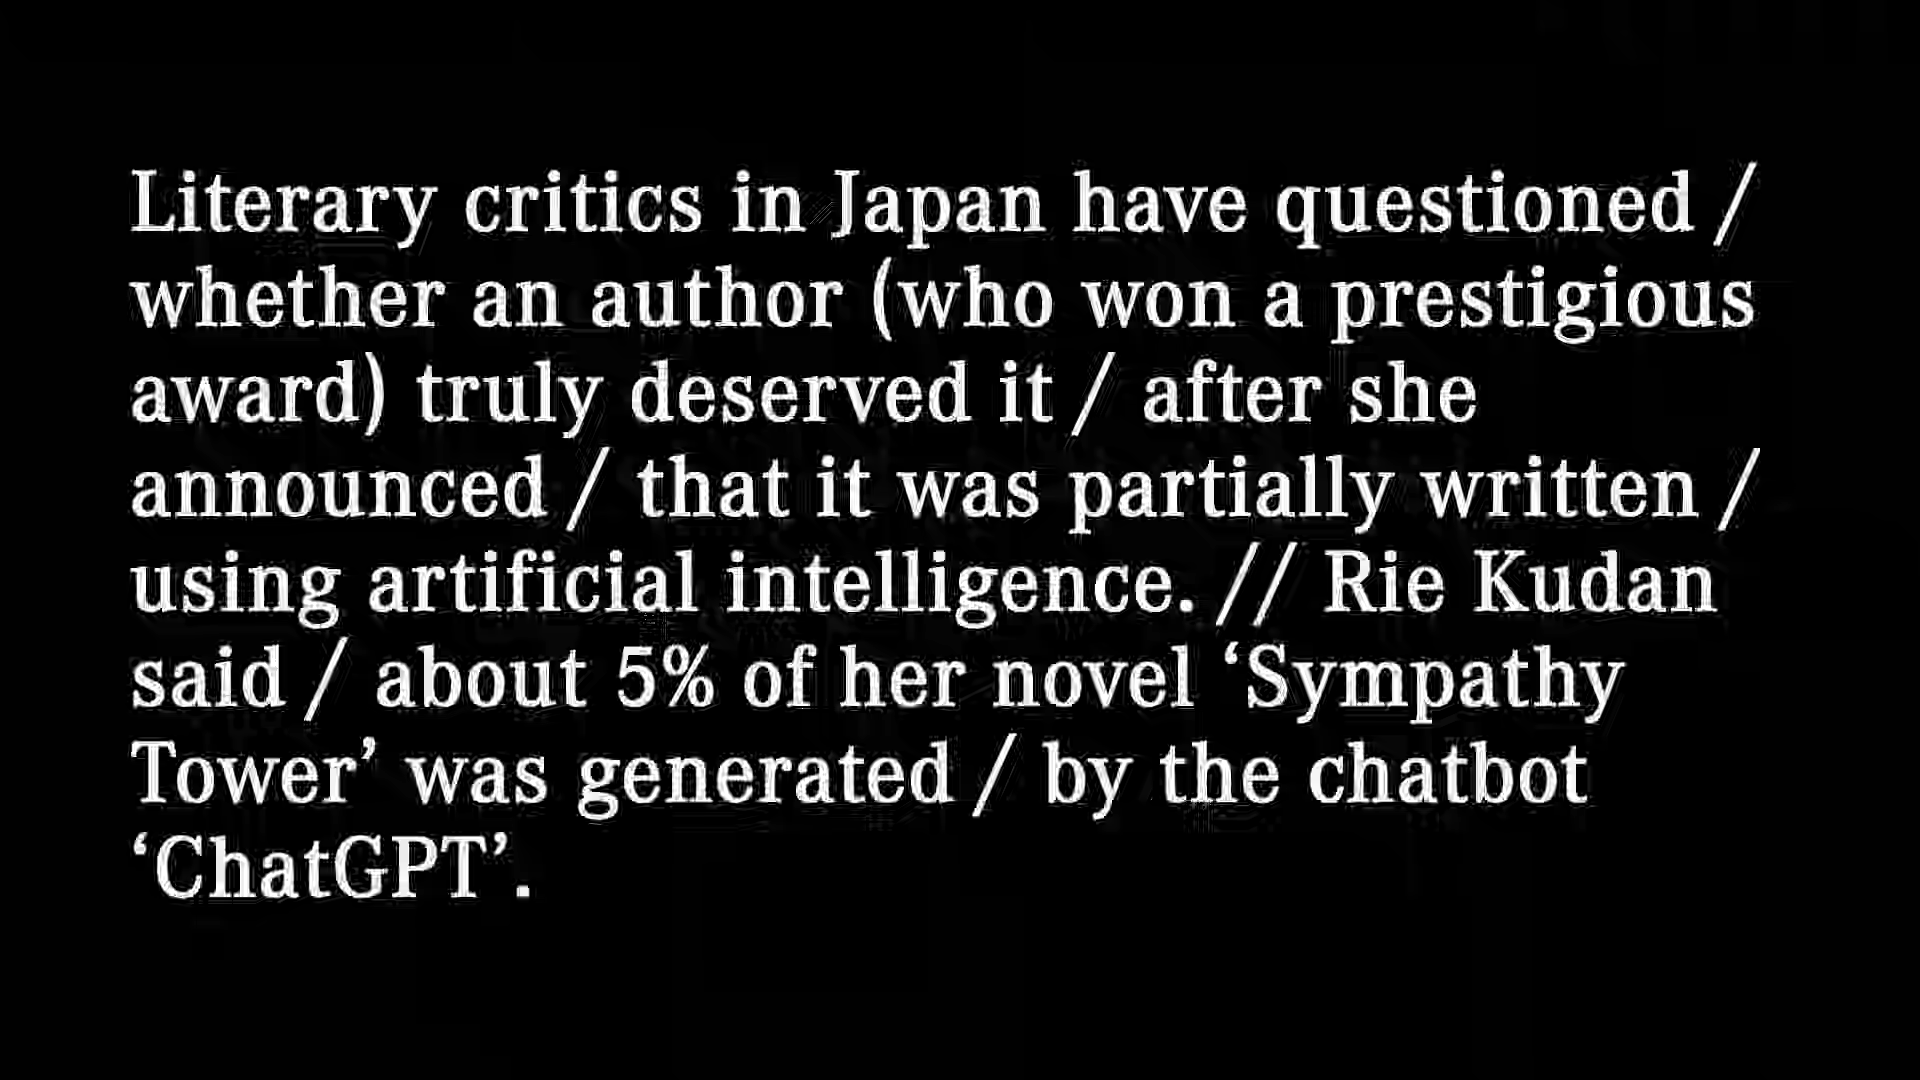 Literary critics in Japan have questioned /
whether an author (who won a prestigious
award) truly deserved it / after she
announced / that it was partially written /
using artificial intelligence. // Rie Kudan
said / about 5% of her novel ‘Sympathy
Tower’ was generated / by the chatbot
‘ChatGPT’.